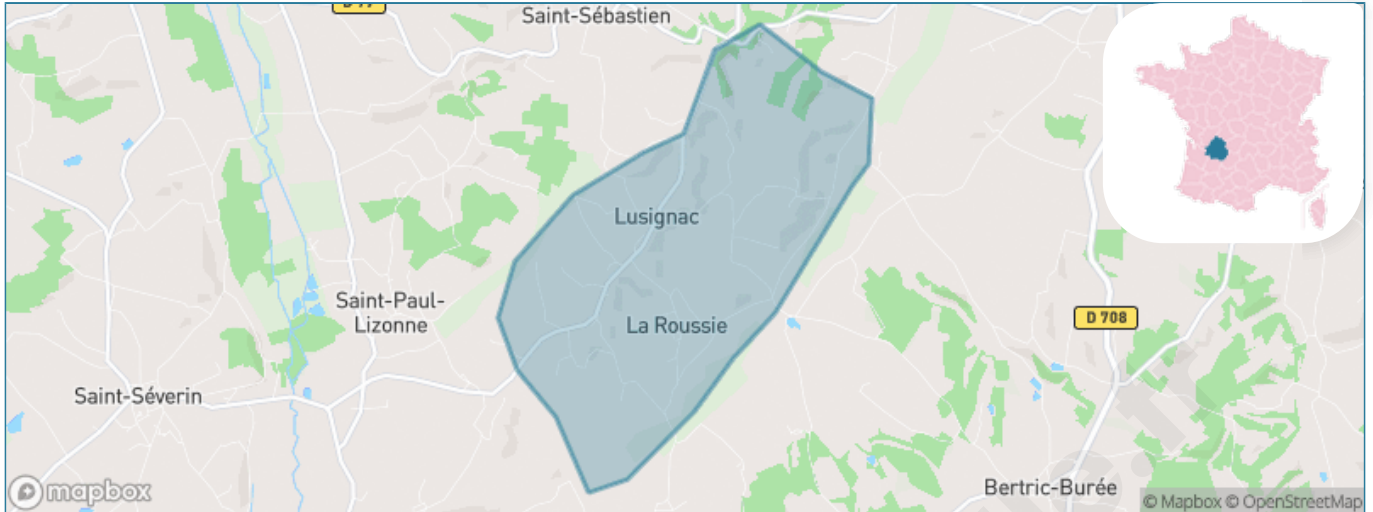 Saint-Sébastien
Lusignac
Saint-Paul-
Lizonne
La Roussie
D 708
Saint-Séverin
Bertric-Burée
mapbox
© Mapbox © OpenStreetMap